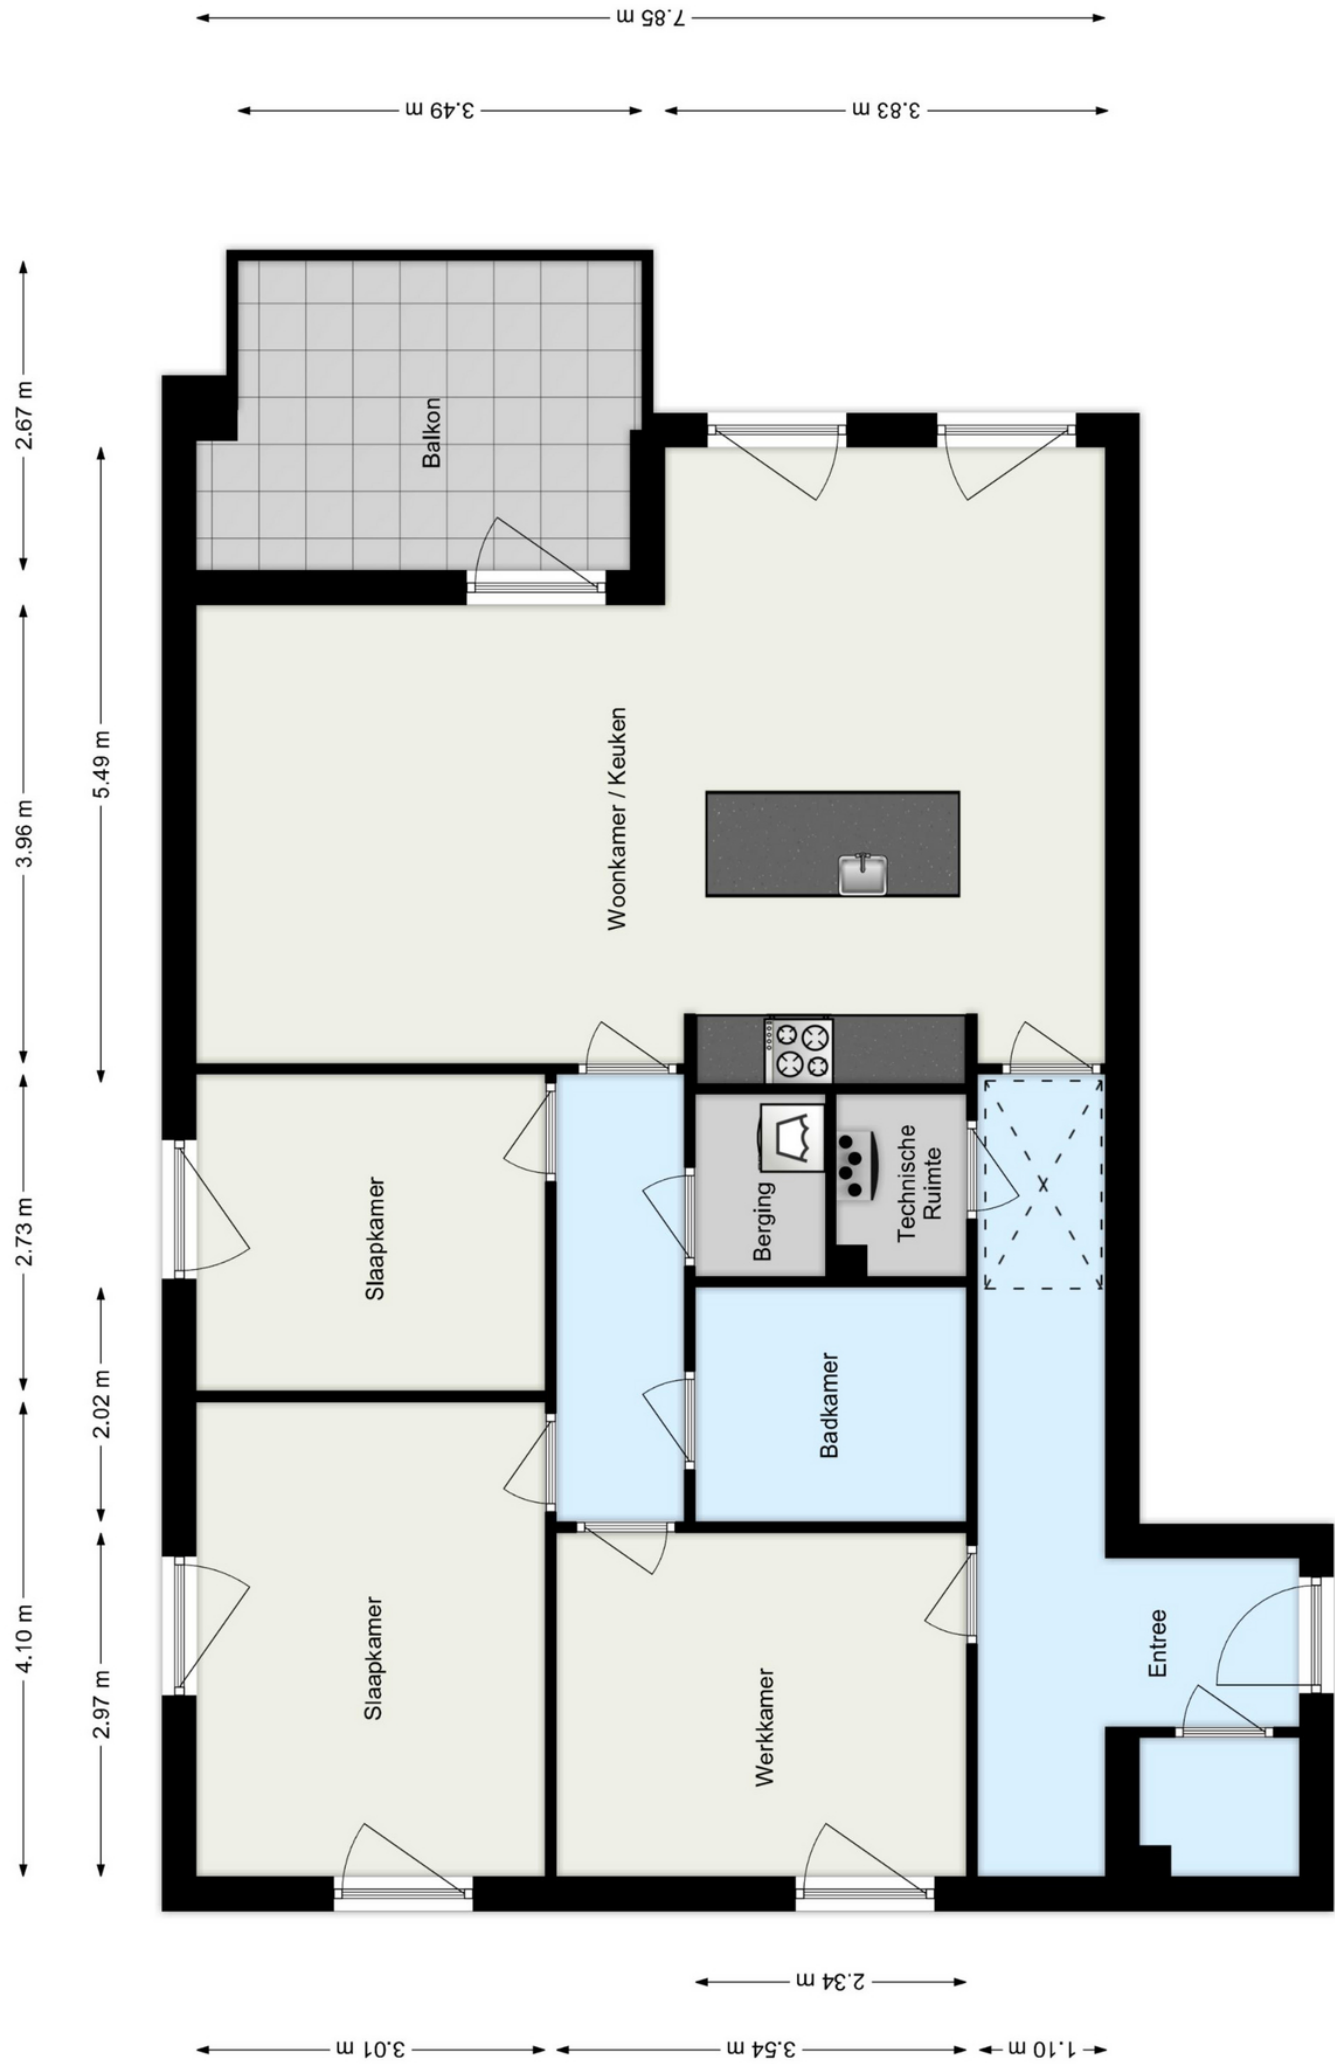 7.85 m
3.49 m
3.83 m
2.67 m
Balkon
5.49 m
3.96 m
Woonkamer / Keuken
2.73 m
Slaapkamer
Berging
Technische
Ruimte
2.02 m
Badkamer
4.10 m
2.97 m
Slaapkamer
Werkkamer
Entree
2.34 m
3.01 m
3.54 m
1.10 m